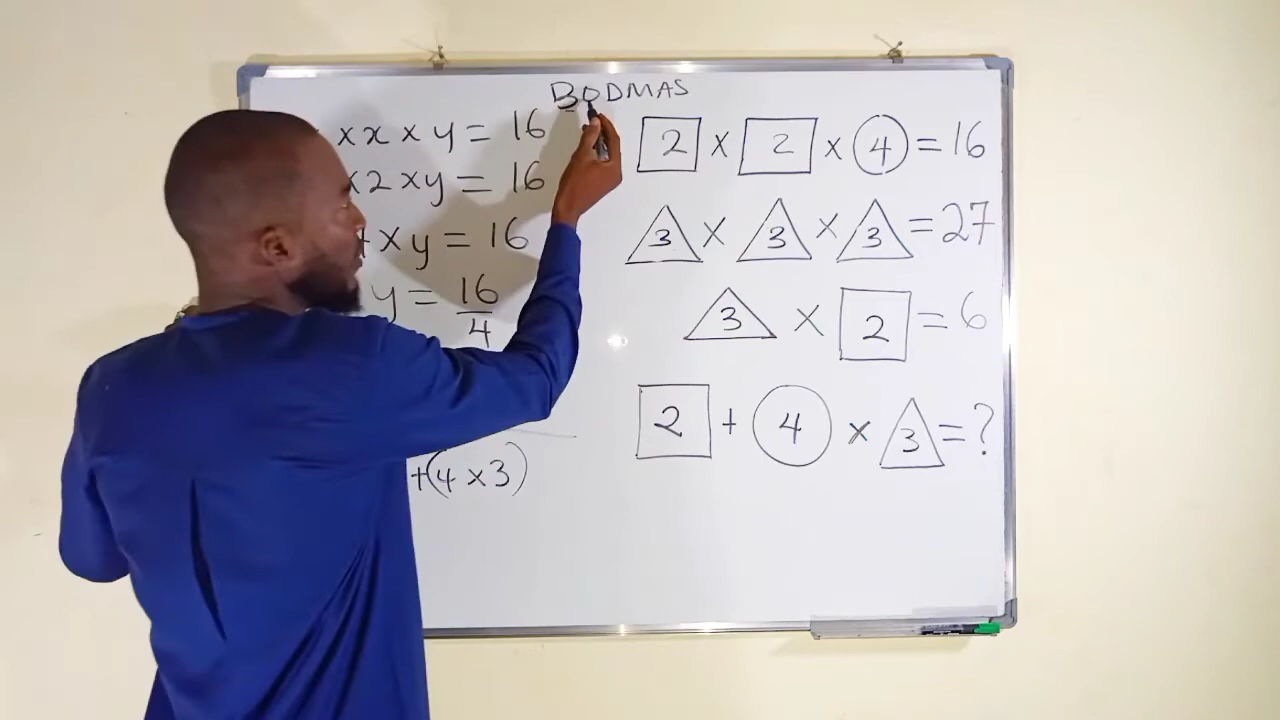 BODMAS
x x x y = 16
x 2 x y = 16
x y = 16
y = 16/4
+(4 x 3)
2 x 2 x 4 = 16
3 x 3 x 3 = 27
3 x 2 = 6
2 + 4 x 3 = ?